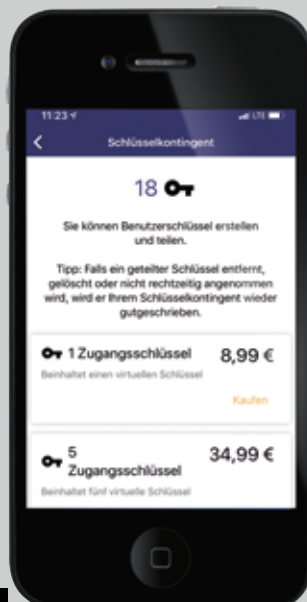 11:23
LTE
Schlüsselkontingent
18
Sie können Benutzerschlüssel erstellen
und teilen.
Tipp: Falls ein geteilter Schlüssel entfernt,
gelöscht oder nicht rechtzeitig angenommen
wird, wird er Ihrem Schlüsselkontingent wieder
gutgeschrieben.
1 Zugangsschlüssel 8,99 €
Beinhaltet einen virtuellen Schlüssel
Kaufen
5 34,99 €
Zugangsschlüssel
Beinhaltet fünf virtuelle Schlüssel